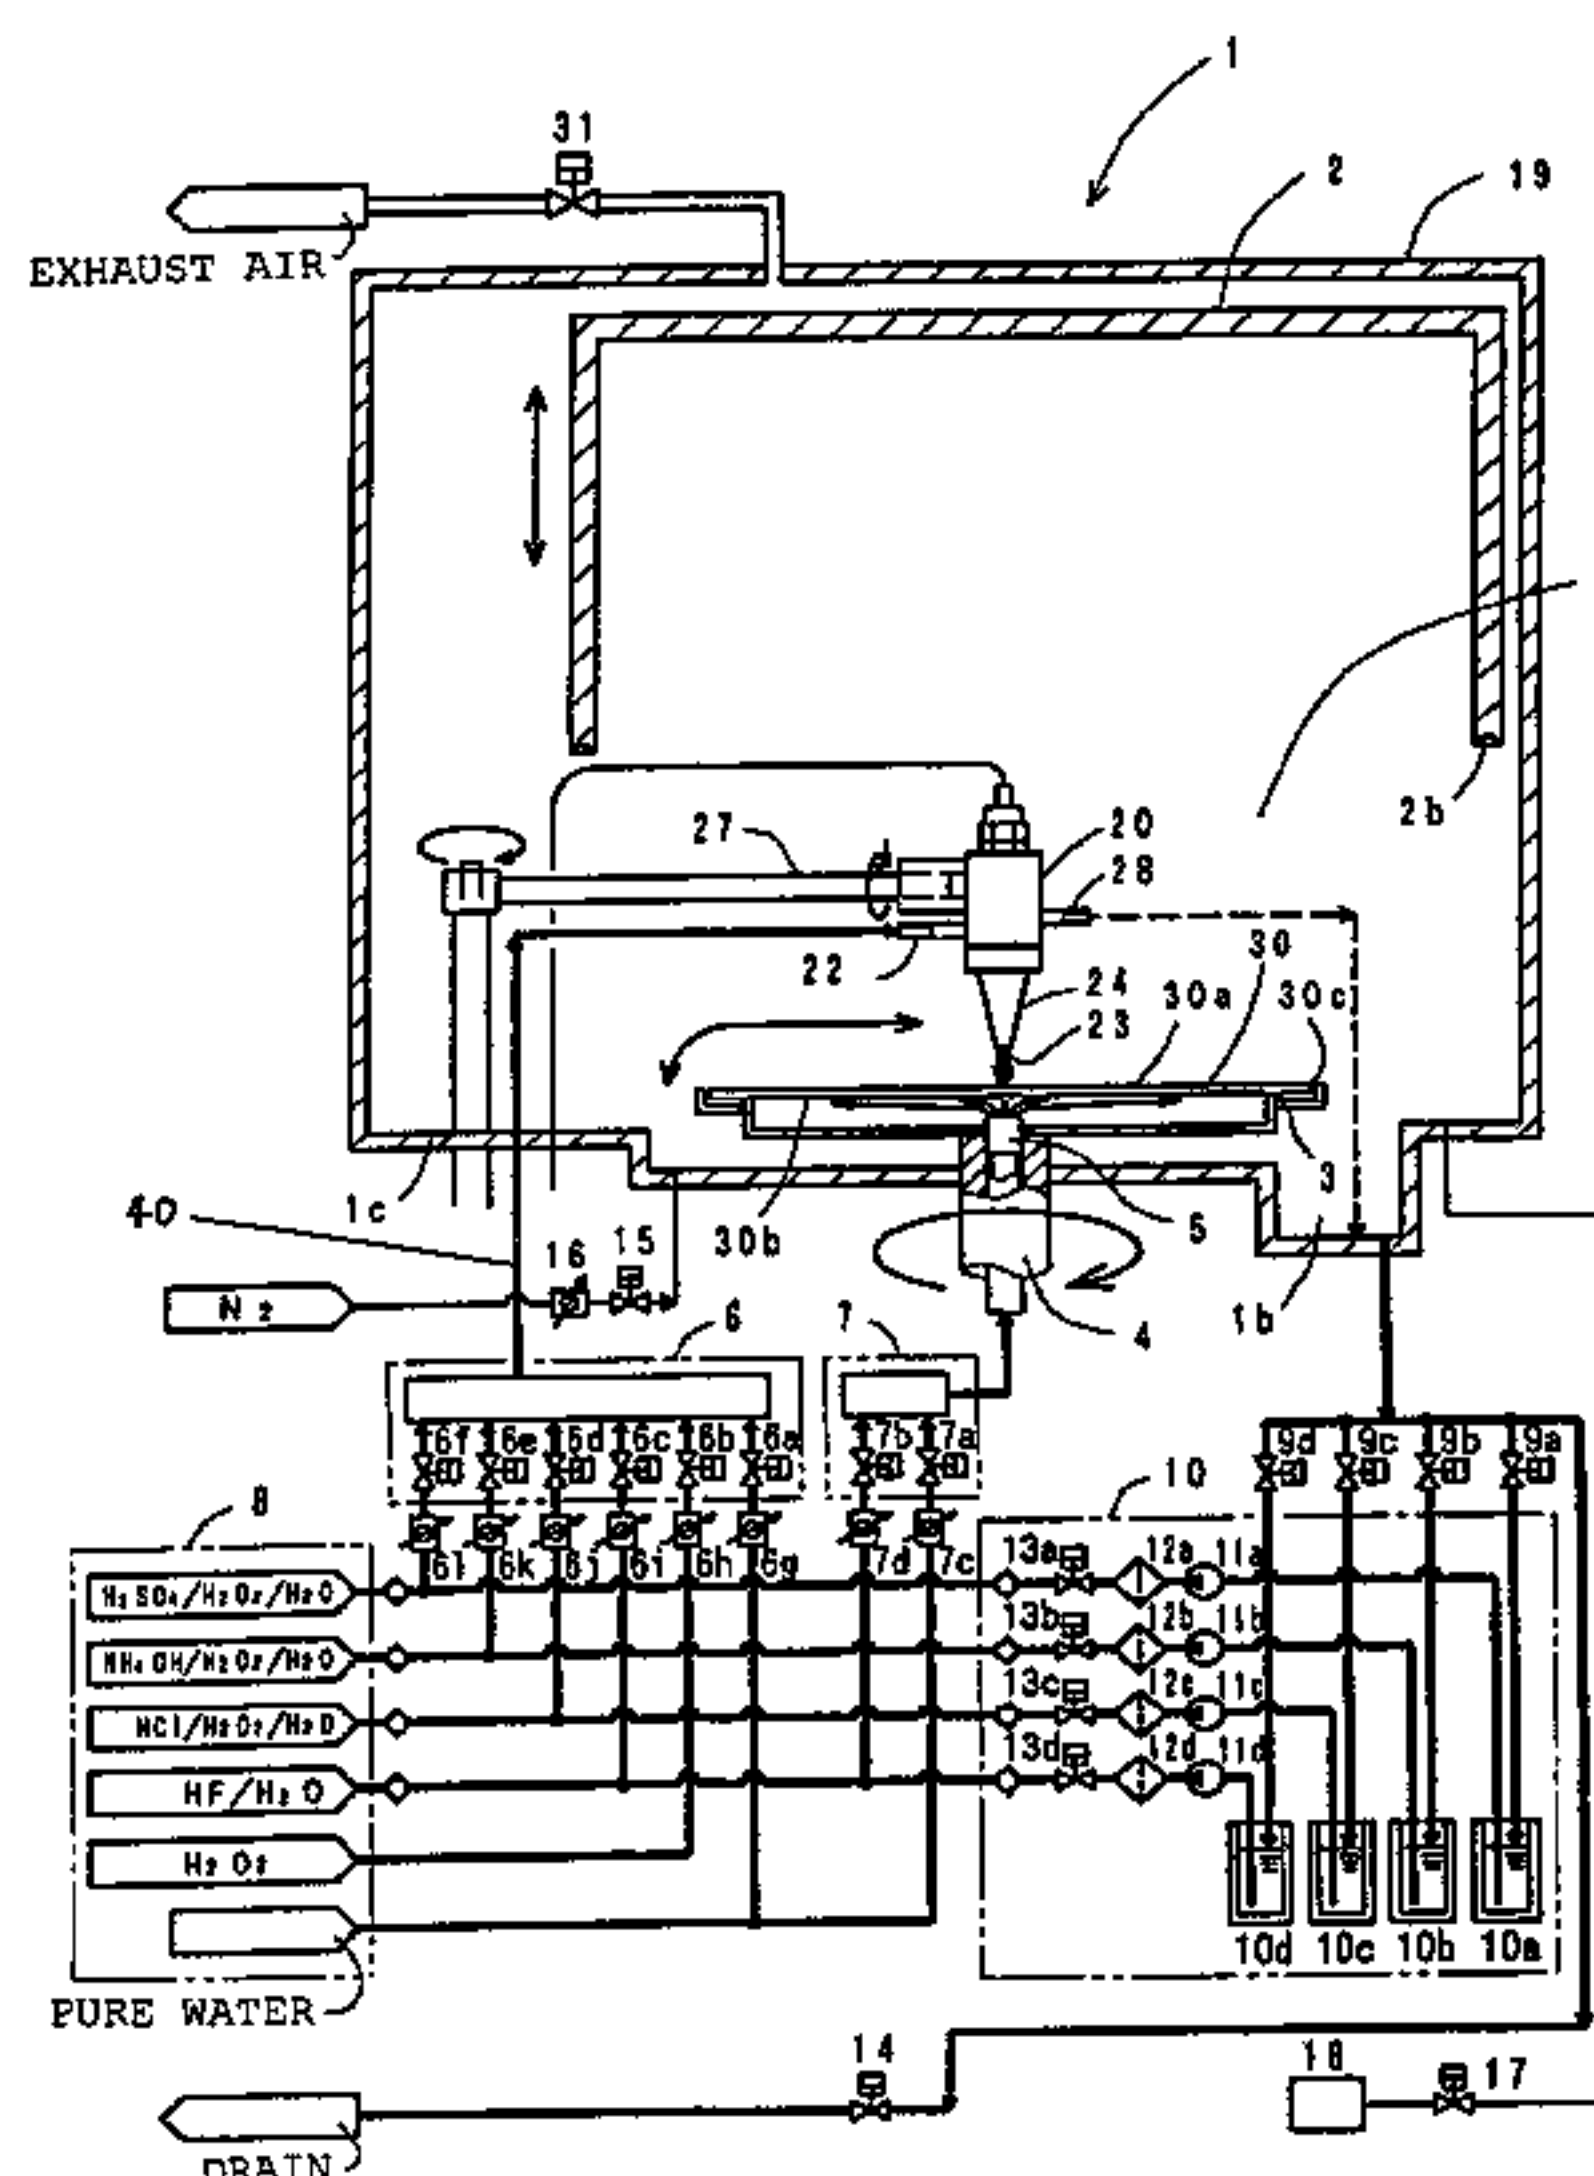 1
31
2
19
EXHAUST AIR
2b
27
20
28
22
30
24
30a
30c
23
3
1c
40
30b
5
16
15
N2
1b
4
6
7
6f 6e 6d 6c 6b 6a 7b 7a
9d 9c 9b 9a
10
8
6l 6k 6j 6i 6h 6g 7d 7c
13a 12a 11a
H2SO4/H2O2/H2O
13b 12b 11b
NH4OH/H2O2/H2O
13c 12c 11c
HCl/H2O2/H2O
13d 12d 11d
HF/H2O
H2O2
10d 10c 10b 10a
PURE WATER
14
18
17
DRAIN